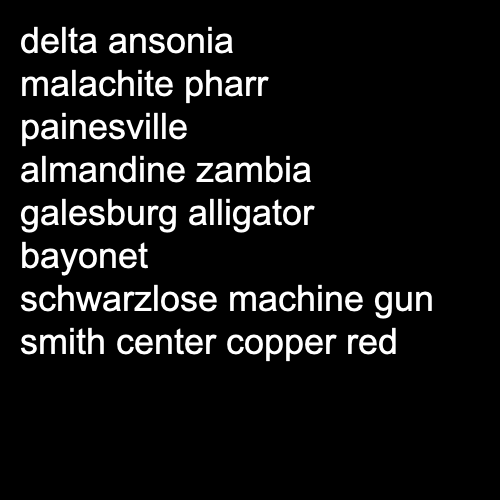 delta ansonia
malachite pharr
painesville
almandine zambia
galesburg alligator
bayonet
schwarzlose machine gun
smith center copper red